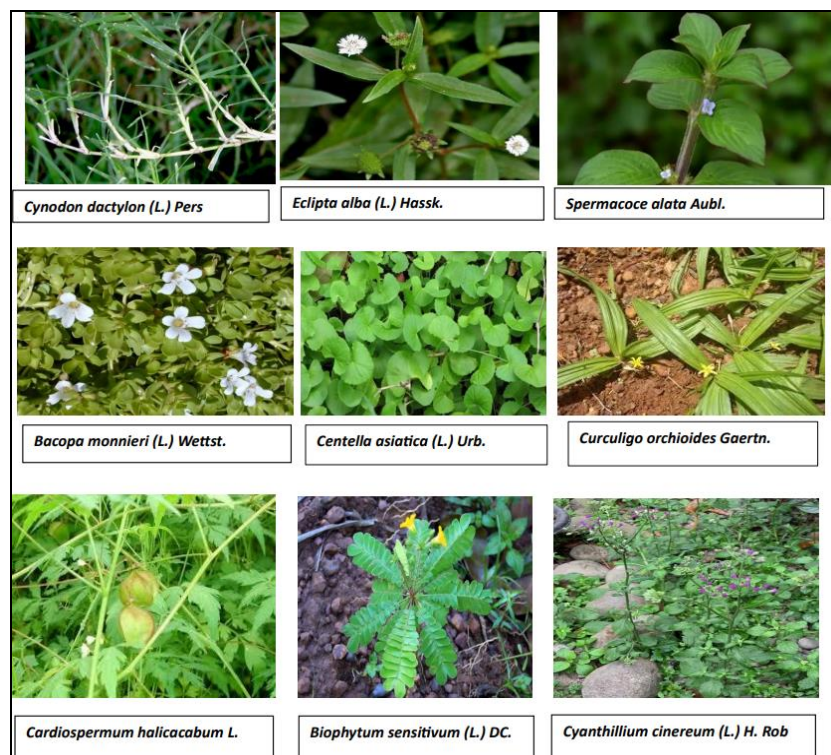 Cynodon dactylon (L.) Pers
Eclipta alba (L.) Hassk.
Spermacoce alata Aubl.
Bacopa monnieri (L.) Wettst.
Centella asiatica (L.) Urb.
Curculigo orchioides Gaertn.
Cardiospermum halicacabum L.
Biophytum sensitivum (L.) DC.
Cyanthillium cinereum (L.) H. Rob